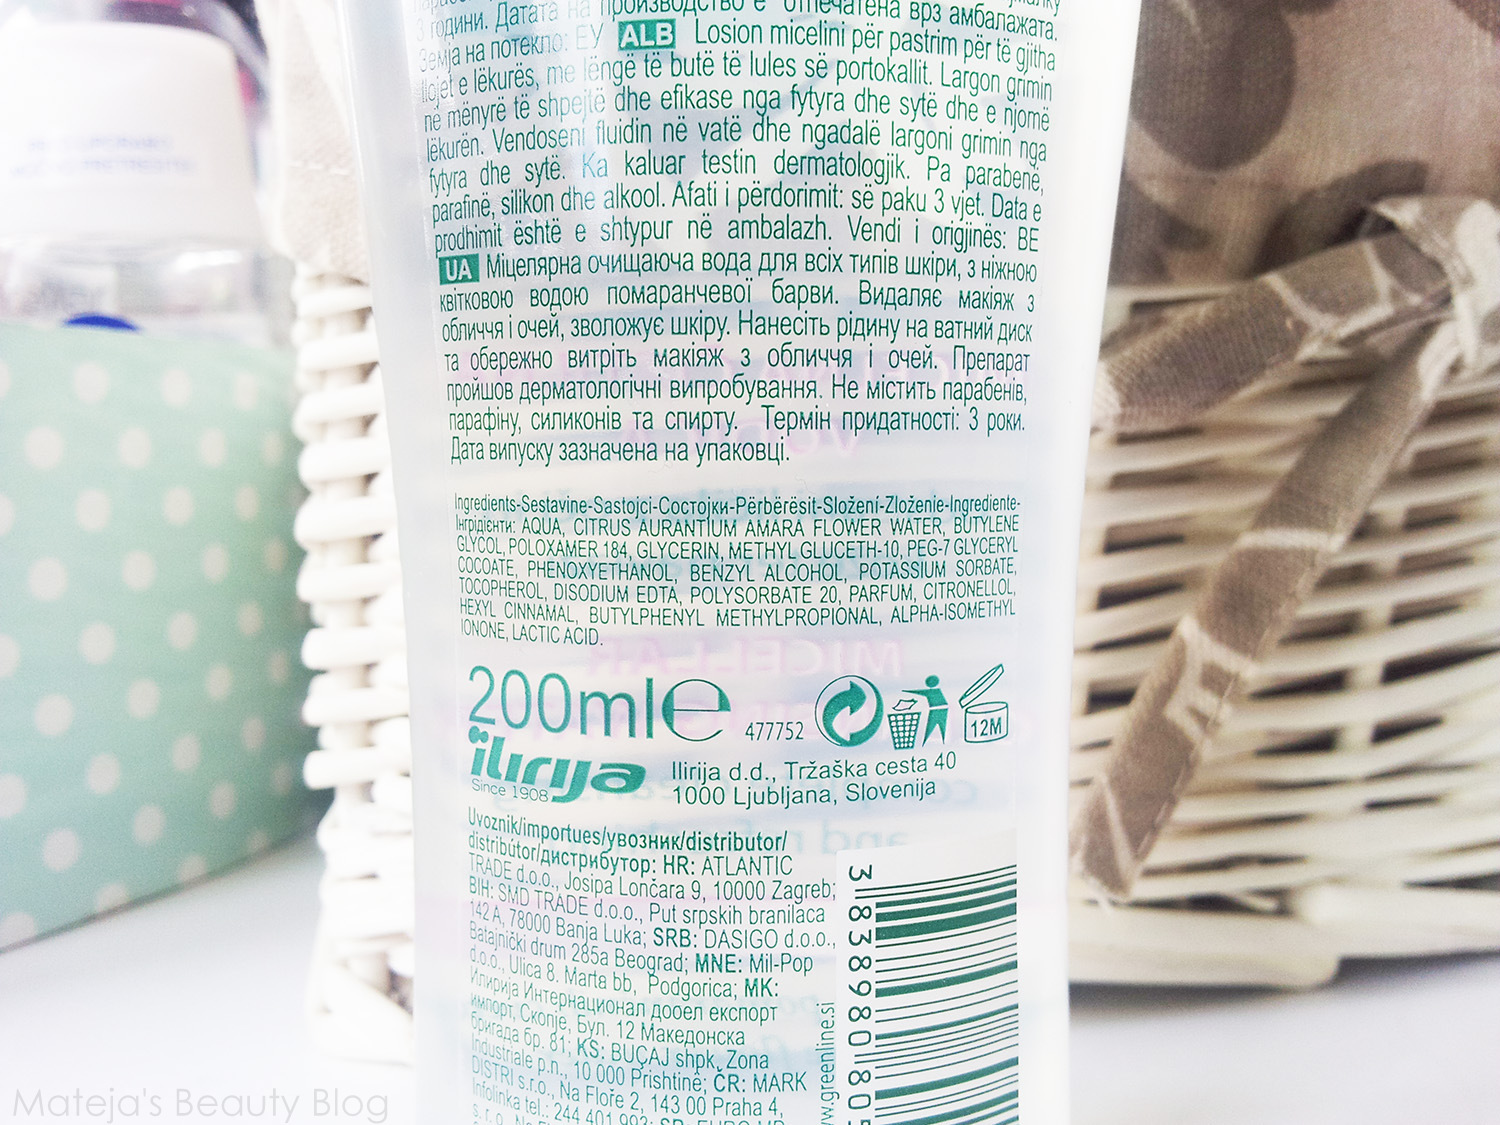 3 години. Датата на производство е отпечатена врз амбалажата.
Земја на потекло: ЕУ ALB Losion micelini për pastrim për të gjitha
llojet e lëkurës, me lëngë të butë të lules së portokallit. Largon grimin
në mënyrë të shpejtë dhe efikase nga fytyra dhe sytë dhe e njomë
lëkurën. Vendoseni fluidin në vatë dhe ngadalë largoni grimin nga
fytyra dhe sytë. Ka kaluar testin dermatologjik. Pa parabenë,
parafinë, silikon dhe alkool. Afati i përdorimit: së paku 3 vjet. Data e
prodhimit është e shtypur në ambalazh. Vendi i origjinës: BE
UA Міцелярна очищаюча вода для всіх типів шкіри, з ніжною
квітковою водою помаранчевої барви. Видаляє макіяж з
обличчя і очей, зволожує шкіру. Нанесіть рідину на ватний диск
та обережно витріть макіяж з обличчя і очей. Препарат
пройшов дерматологічні випробування. Не містить парабенів,
парафіну, силиконів та спирту. Термін придатності: 3 роки.
Дата випуску зазначена на упаковці.
Ingredients-Sestavine-Sastojci-Состојки-Përbërësit-Složení-Zloženie-Ingrediente-
Інгрідієнти: AQUA, CITRUS AURANTIUM AMARA FLOWER WATER, BUTYLENE
GLYCOL, POLOXAMER 184, GLYCERIN, METHYL GLUCETH-10, PEG-7 GLYCERYL
COCOATE, PHENOXYETHANOL, BENZYL ALCOHOL, POTASSIUM SORBATE,
TOCOPHEROL, DISODIUM EDTA, POLYSORBATE 20, PARFUM, CITRONELLOL,
HEXYL CINNAMAL, BUTYLPHENYL METHYLPROPIONAL, ALPHA-ISOMETHYL
IONONE, LACTIC ACID.
200ml e 477752 12M
ilirija
Since 1908
Ilirija d.d., Tržaška cesta 40
1000 Ljubljana, Slovenija
Uvoznik/importues/увозник/distributor/
distribútor/дистрибутор: HR: ATLANTIC
TRADE d.o.o., Josipa Lončara 9, 10000 Zagreb;
BIH: SMD TRADE d.o.o., Put srpskih branilaca
142 A, 78000 Banja Luka; SRB: DASIGO d.o.o.,
Batajnički drum 285a Beograd; MNE: Mil-Pop
d.o.o., Ulica 8. Marta bb, Podgorica; MK:
Илирија Интернационал дооел експорт
импорт, Скопје, Бул. 12 Македонска
бригада бр. 81; KS: BUÇAJ shpk, Zona
Industriale p.n., 10 000 Prishtinë; ČR: MARK
DISTRI s.r.o., Na Floře 2, 143 00 Praha 4,
Infolinka tel.: 244 401
www.greenline.si
3 838980 805
Mateja's Beauty Blog